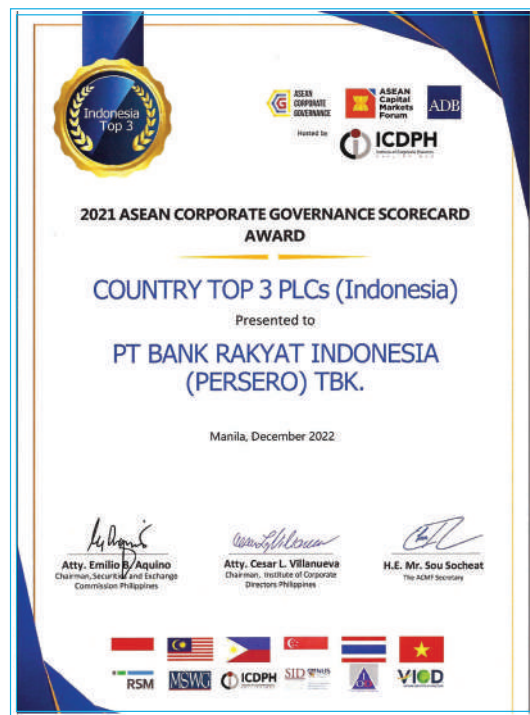 Indonesia
Top 3
ASEAN
CORPORATE
GOVERNANCE
ASEAN
Capital
Markets
Forum
ADB
Hosted by
ICDPH
2021 ASEAN CORPORATE GOVERNANCE SCORECARD
AWARD
COUNTRY TOP 3 PLCs (Indonesia)
Presented to
PT BANK RAKYAT INDONESIA
(PERSERO) TBK.
Manila, December 2022
Atty. Emilio B. Aquino
Chairman, Securities and Exchange
Commission Philippines
Atty. Cesar L. Villanueva
Chairman, Institute of Corporate
Directors Philippines
H.E. Mr. Sou Socheat
The ACMF Secretary
RSM
MSWG
ICDPH
SID
NUS
VIOD